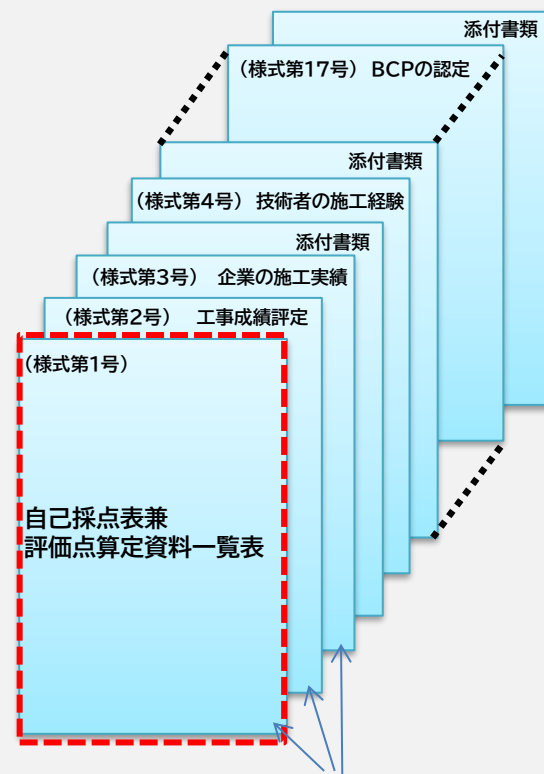 添付書類
(様式第17号) BCPの認定
添付書類
(様式第4号) 技術者の施工経験
添付書類
(様式第3号) 企業の施工実績
(様式第2号) 工事成績評定
(様式第1号)
自己採点表兼
評価点算定資料一覧表